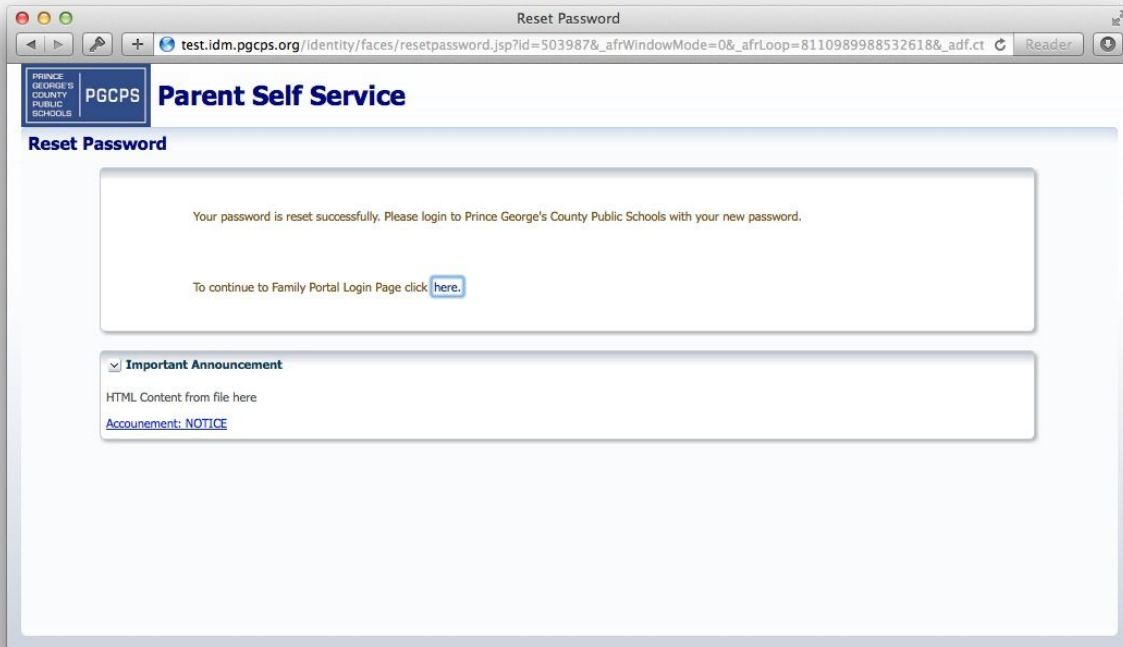 Reset Password
test.idm.pgcps.org/identity/faces/resetpassword.jsp?id=503987&_afrWindowMode=0&_afrLoop=8110989988532618&_adf.ct
Reader
PRINCE
GEORGE'S
COUNTY
PUBLIC
SCHOOLS
PGCPS
Parent Self Service
Reset Password
Your password is reset successfully. Please login to Prince George's County Public Schools with your new password.
To continue to Family Portal Login Page click here.
Important Announcement
HTML Content from file here
Accounement: NOTICE